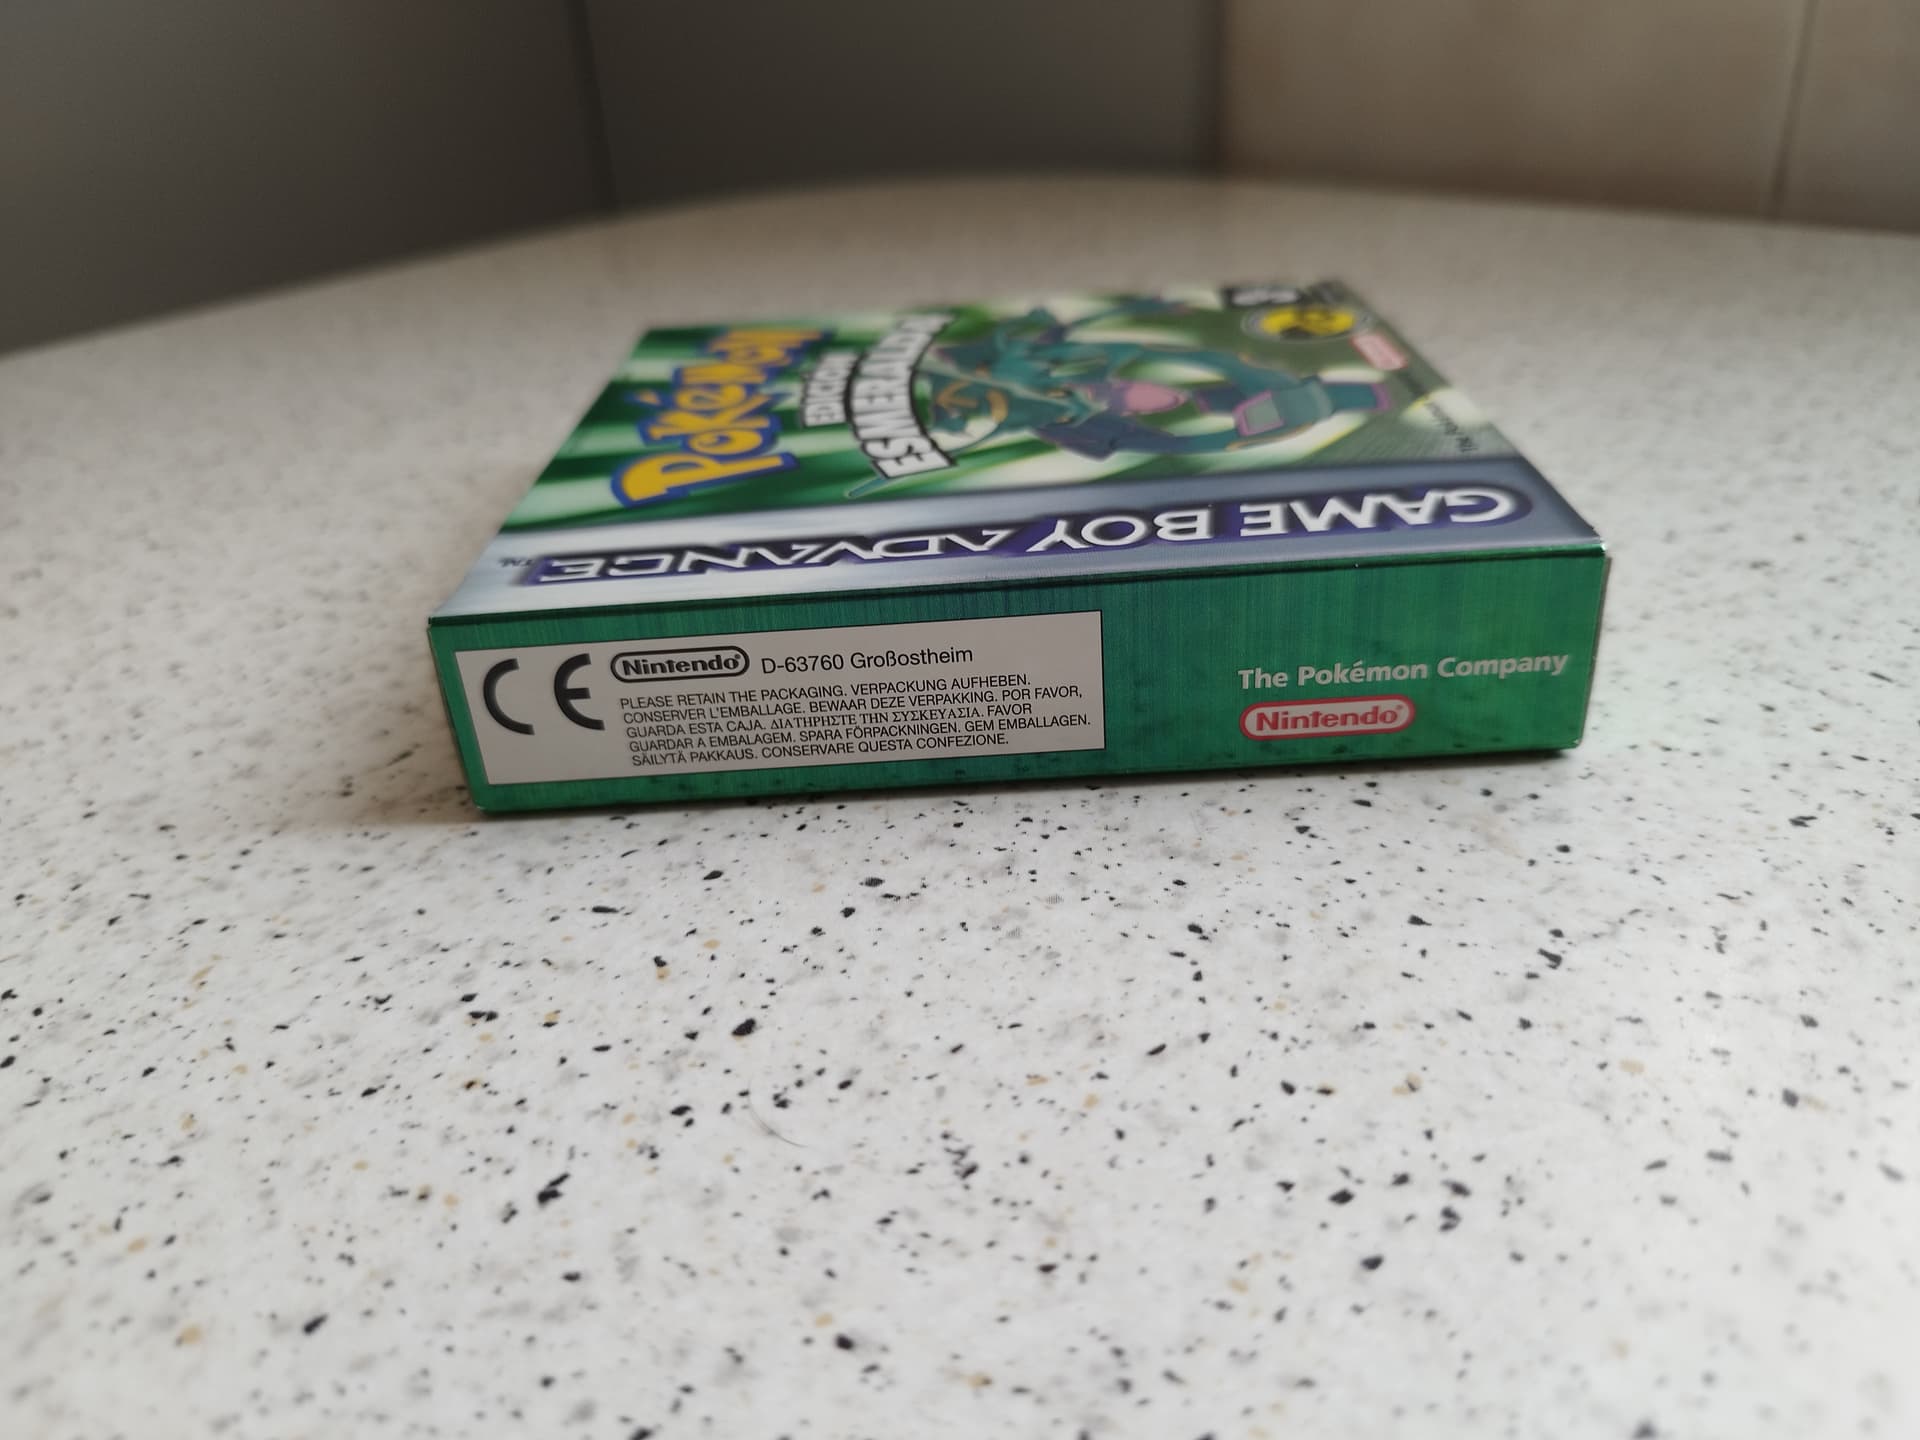 Pokémon
EDICIÓN
ESMERALDA
GAME BOY ADVANCE™
CE
Nintendo® D-63760 Großostheim
PLEASE RETAIN THE PACKAGING. VERPACKUNG AUFHEBEN.
CONSERVER L'EMBALLAGE. BEWAAR DEZE VERPAKKING. POR FAVOR,
GUARDA ESTA CAJA. ΔΙΑΤΗΡΗΣΤΕ ΤΗΝ ΣΥΣΚΕΥΑΣΙΑ. FAVOR
GUARDAR A EMBALAGEM. SPARA FÖRPACKNINGEN. GEM EMBALLAGEN.
SÄILYTÄ PAKKAUS. CONSERVARE QUESTA CONFEZIONE.
The Pokémon Company
Nintendo®